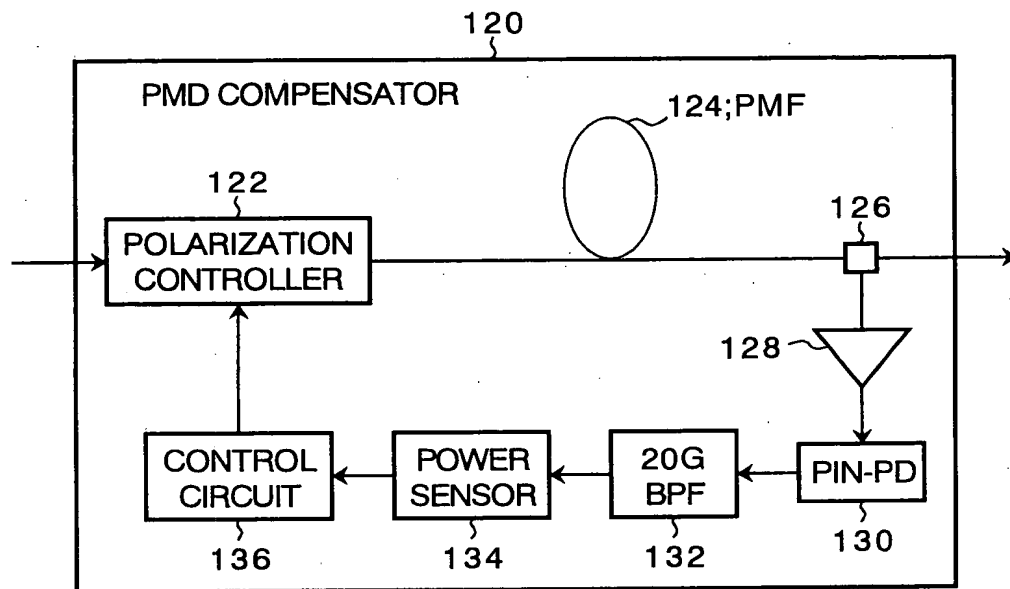 120
PMD COMPENSATOR
124;PMF
122
126
POLARIZATION
CONTROLLER
128
CONTROL
CIRCUIT
POWER
SENSOR
20G
BPF
PIN-PD
136
134
132
130